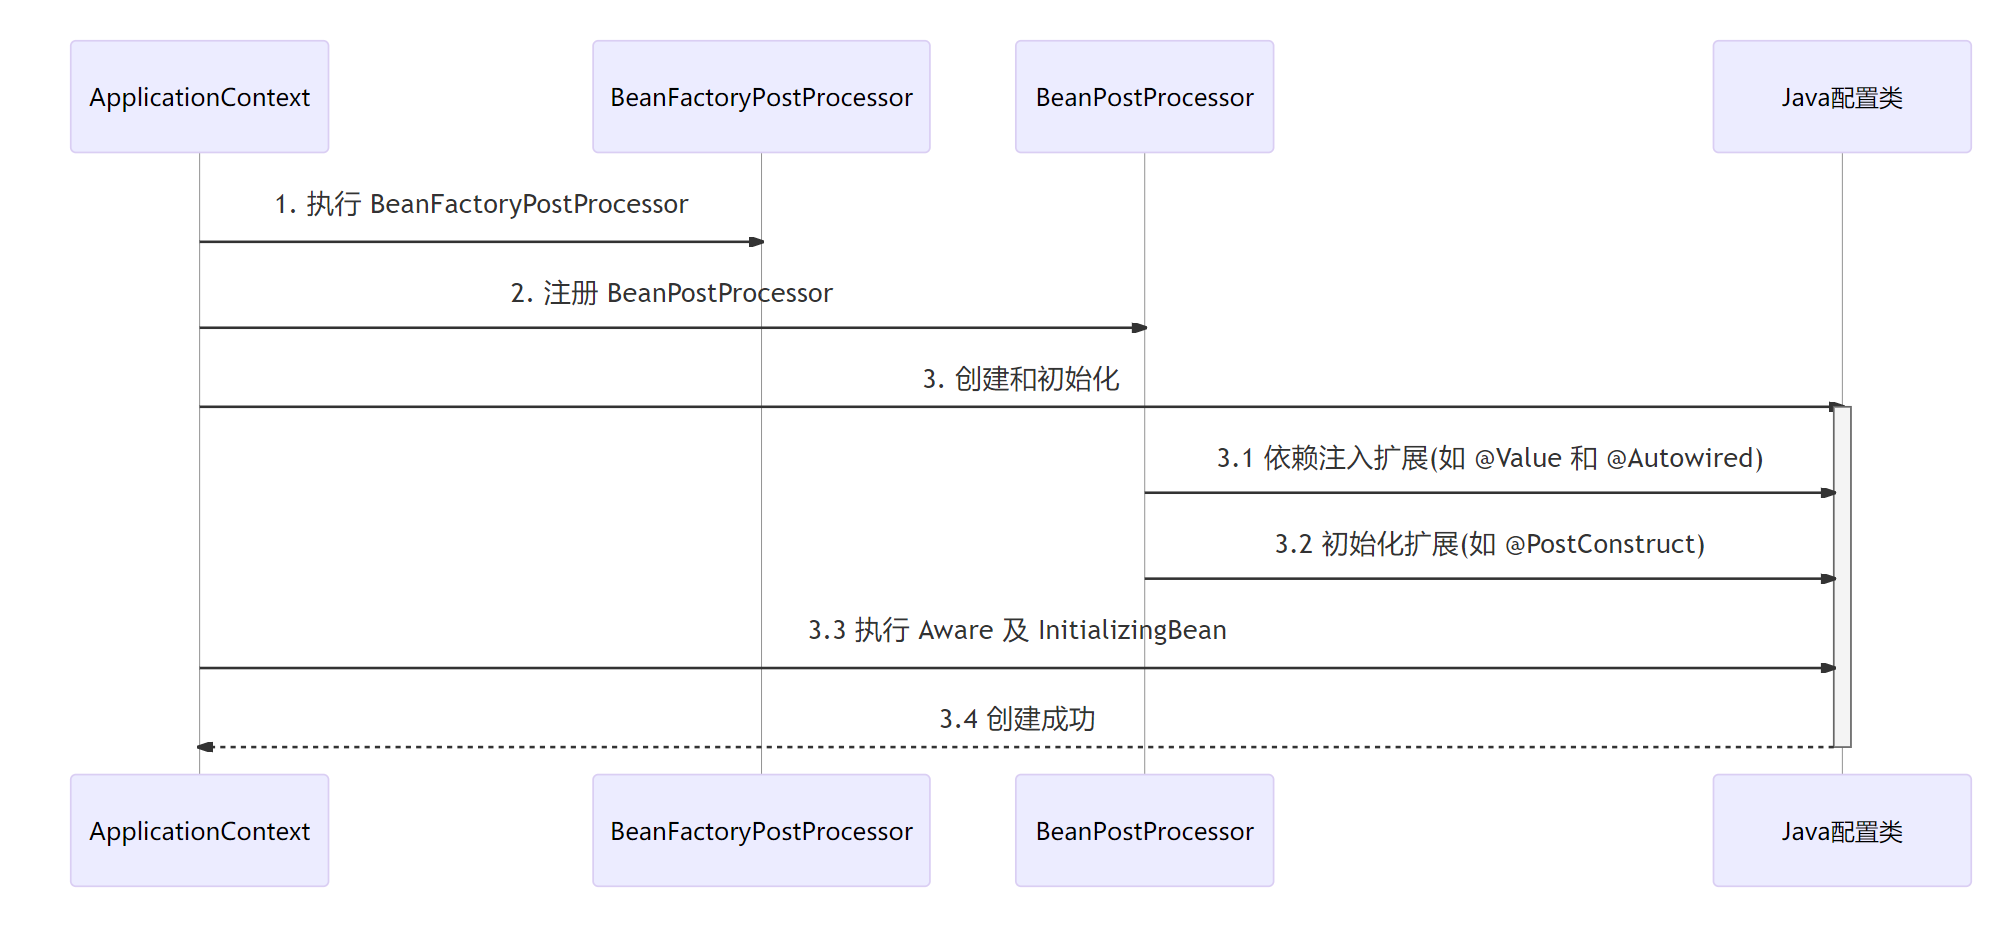 ApplicationContext
BeanFactoryPostProcessor
BeanPostProcessor
Java配置类
1. 执行 BeanFactoryPostProcessor
2. 注册 BeanPostProcessor
3. 创建和初始化
3.1 依赖注入扩展(如 @Value 和 @Autowired)
3.2 初始化扩展(如 @PostConstruct)
3.3 执行 Aware 及 InitializingBean
3.4 创建成功
ApplicationContext
BeanFactoryPostProcessor
BeanPostProcessor
Java配置类